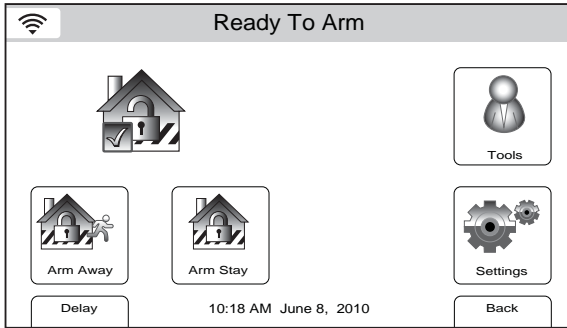 Ready To Arm
Tools
Arm Away
Arm Stay
Settings
Delay
10:18 AM June 8, 2010
Back